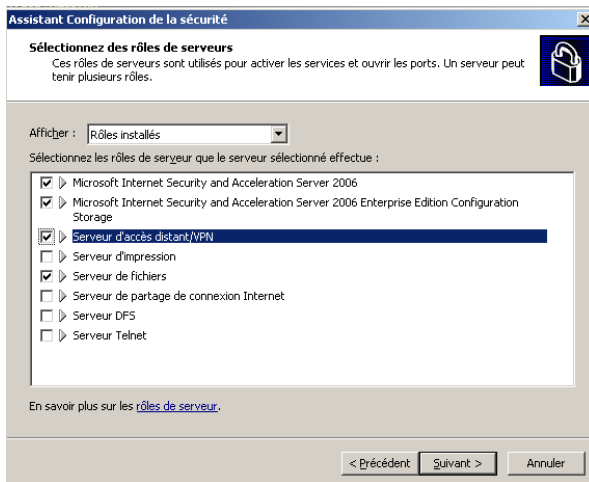 Assistant Configuration de la sécurité
Sélectionnez des rôles de serveurs
Ces rôles de serveurs sont utilisés pour activer les services et ouvrir les ports. Un serveur peut
tenir plusieurs rôles.
Afficher : Rôles installés
Sélectionnez les rôles de serveur que le serveur sélectionné effectue :
Microsoft Internet Security and Acceleration Server 2006
Microsoft Internet Security and Acceleration Server 2006 Enterprise Edition Configuration
Storage
Serveur d'accès distant/VPN
Serveur d'impression
Serveur de fichiers
Serveur de partage de connexion Internet
Serveur DFS
Serveur Telnet
En savoir plus sur les rôles de serveur.
< Précédent Suivant > Annuler